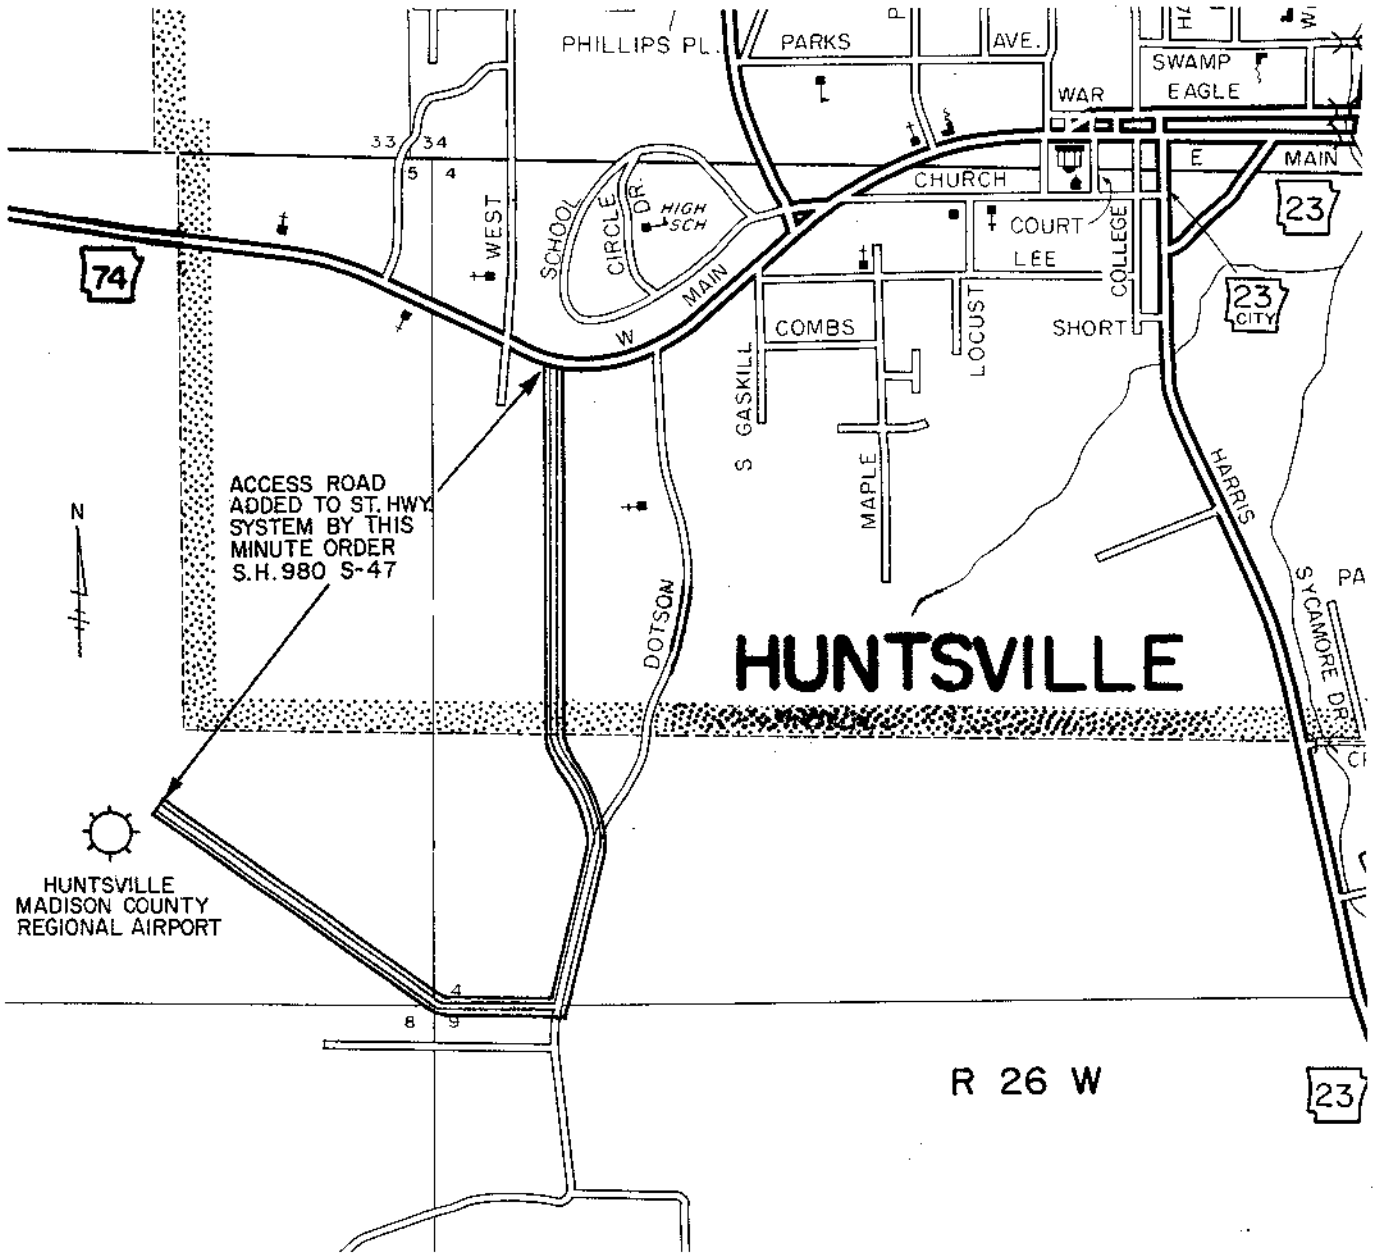 PHILLIPS PL.
PARKS
AVE.
P
SWAMP
EAGLE
WAR
33
34
5
4
E
MAIN
CHURCH
23
WEST
SCHOOL
CIRCLE
DR
HIGH
SCH
COURT
LEE
COLLEGE
74
MAIN
W
COMBS
LOCUST
SHORT
23
CITY
S GASKILL
MAPLE
HARRIS
ACCESS ROAD
ADDED TO ST. HWY
SYSTEM BY THIS
MINUTE ORDER
S.H. 980 S-47
N
DOTSON
SYCAMORE DR
PA
HUNTSVILLE
HUNTSVILLE
MADISON COUNTY
REGIONAL AIRPORT
4
8
9
R 26 W
23